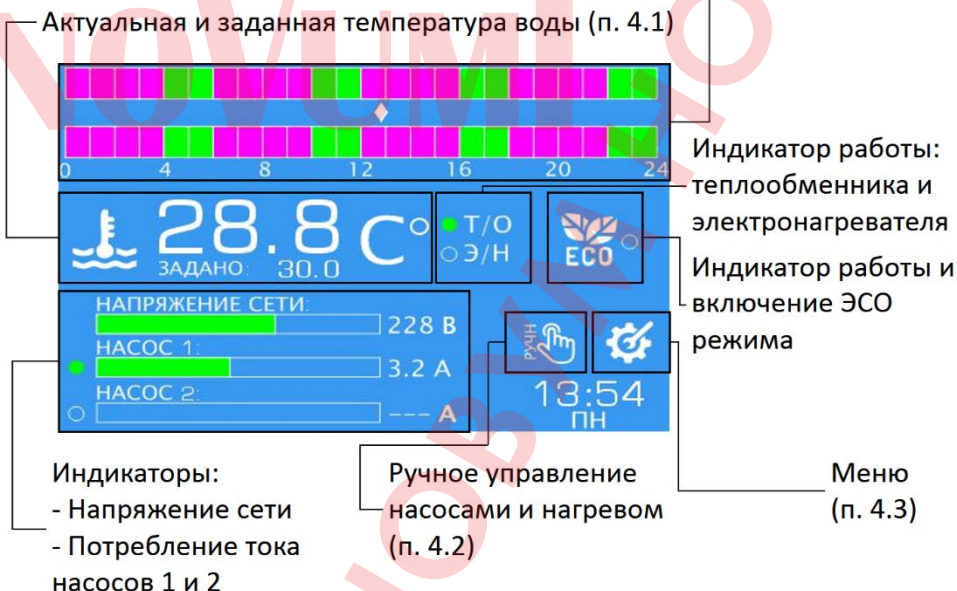 Актуальная и заданная температура воды (п. 4.1)
0 4 8 12 16 20 24
28.8 C°
ЗАДАНО: 30.0
Т/О
Э/Н
ECO
Индикатор работы:
теплообменника и
электронагревателя
Индикатор работы и
включение ЭСО
режима
НАПРЯЖЕНИЕ СЕТИ:
228 В
НАСОС 1:
3.2 А
НАСОС 2:
--- А
РУЧН
13:54
ПН
Индикаторы:
- Напряжение сети
- Потребление тока
насосов 1 и 2
Ручное управление
насосами и нагревом
(п. 4.2)
Меню
(п. 4.3)
NOVUMI